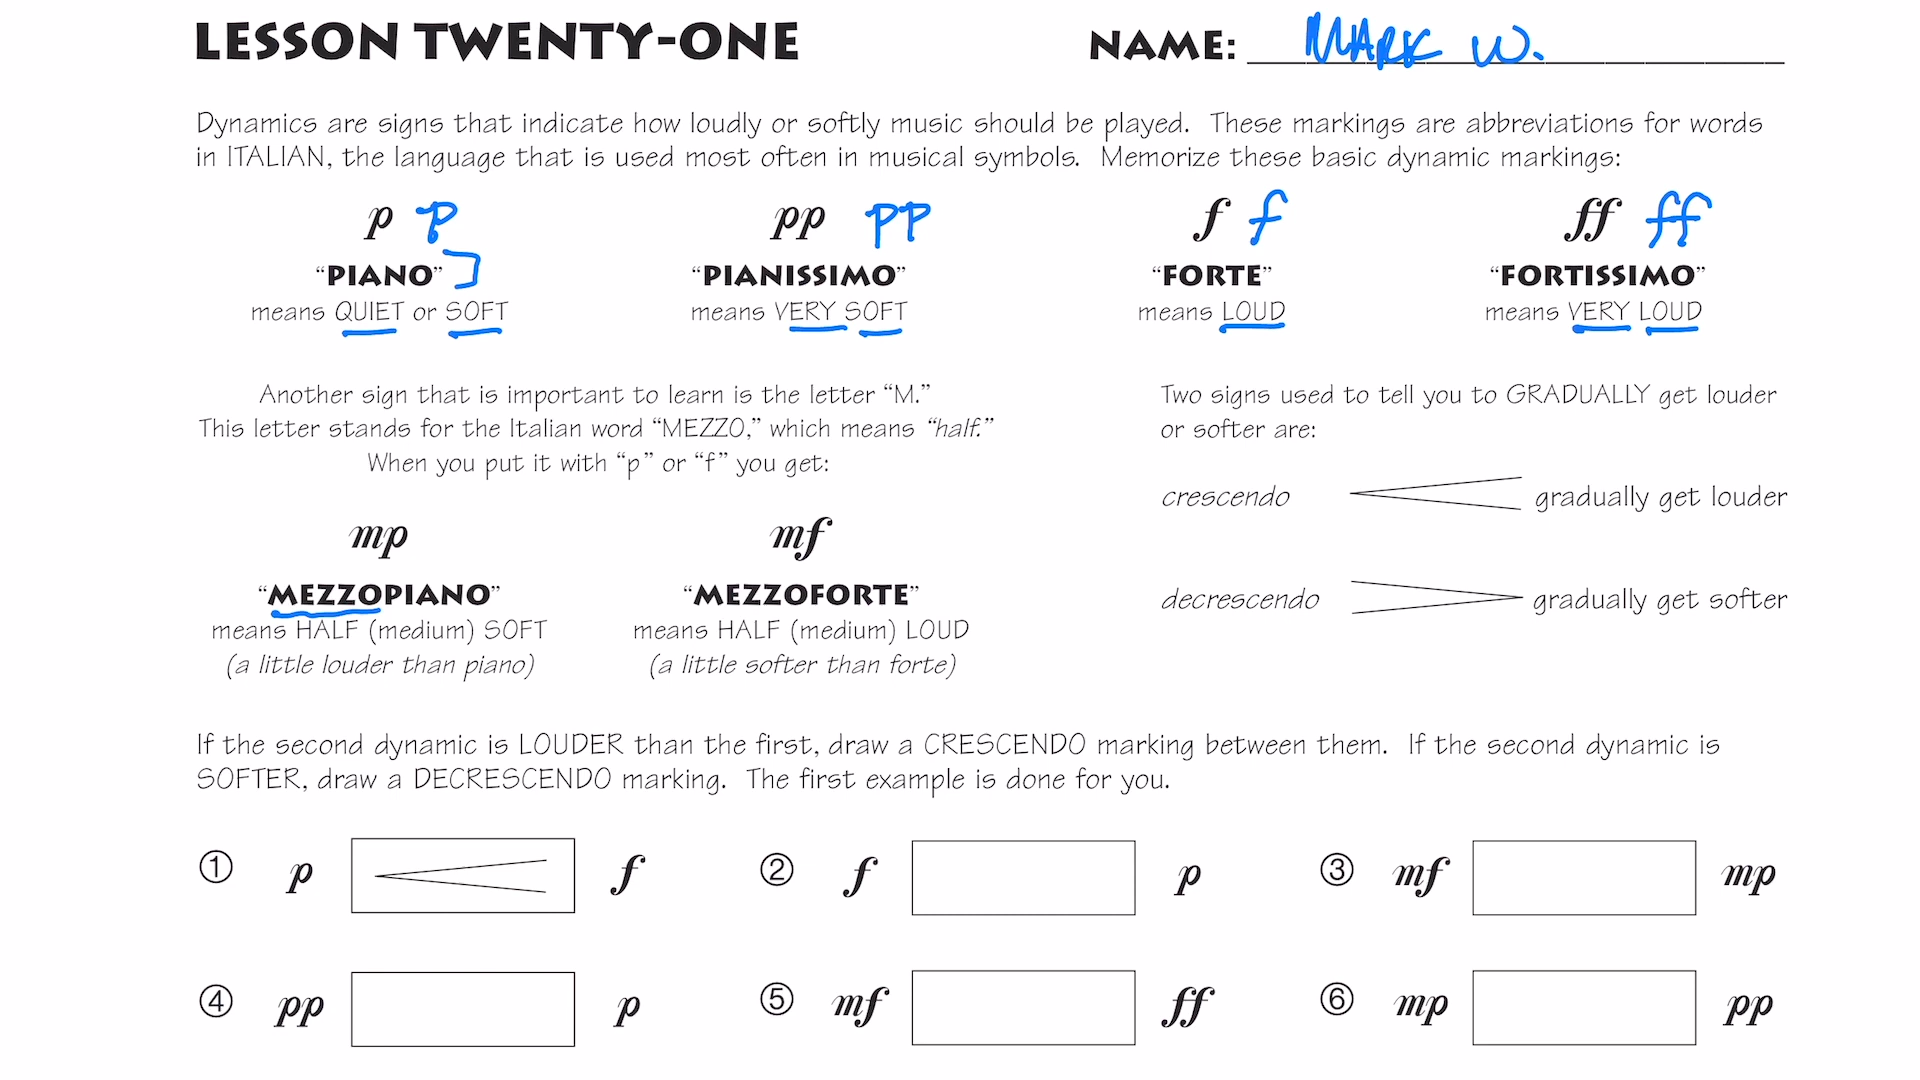 LESSON TWENTY-ONE NAME: MARK W.
Dynamics are signs that indicate how loudly or softly music should be played. These markings are abbreviations for words
in ITALIAN, the language that is used most often in musical symbols. Memorize these basic dynamic markings:
p p pp pp f f ff ff
“PIANO” “PIANISSIMO” “FORTE” “FORTISSIMO”
means QUIET or SOFT means VERY SOFT means LOUD means VERY LOUD
Another sign that is important to learn is the letter “M.”
This letter stands for the Italian word “MEZZO,” which means “half.”
When you put it with “p” or “f” you get:
mp mf
“MEZZOPIANO” “MEZZOFORTE”
means HALF (medium) SOFT means HALF (medium) LOUD
(a little louder than piano) (a little softer than forte)
Two signs used to tell you to GRADUALLY get louder
or softer are:
crescendo gradually get louder
decrescendo gradually get softer
If the second dynamic is LOUDER than the first, draw a CRESCENDO marking between them. If the second dynamic is
SOFTER, draw a DECRESCENDO marking. The first example is done for you.
① p f ② f p ③ mf mp
④ pp p ⑤ mf ff ⑥ mp pp